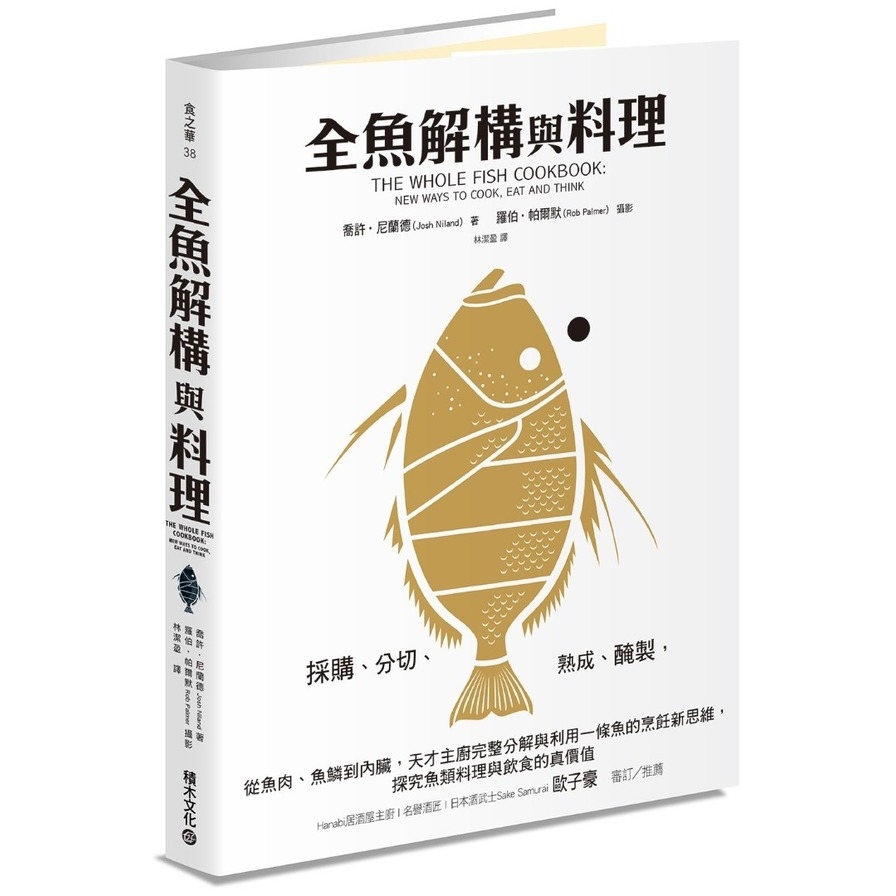 食之華
38
全魚解構與料理
THE WHOLE FISH
COOKBOOK:
NEW WAYS TO COOK,
EAT AND THINK
喬許・尼蘭德 Josh Niland 著
羅伯・帕爾默 Rob Palmer 攝影
林潔盈 譯
積木文化
全魚解構與料理
THE WHOLE FISH COOKBOOK:
NEW WAYS TO COOK, EAT AND THINK
喬許・尼蘭德(Josh Niland) 著 羅伯・帕爾默(Rob Palmer) 攝影
林潔盈 譯
採購、分切、熟成、醃製，
從魚肉、魚鱗到內臟，天才主廚完整分解與利用一條魚的烹飪新思維，
探究魚類料理與飲食的真價值
Hanabi居酒屋主廚|名譽酒匠|日本酒武士Sake Samurai 歐子豪 審訂／推薦